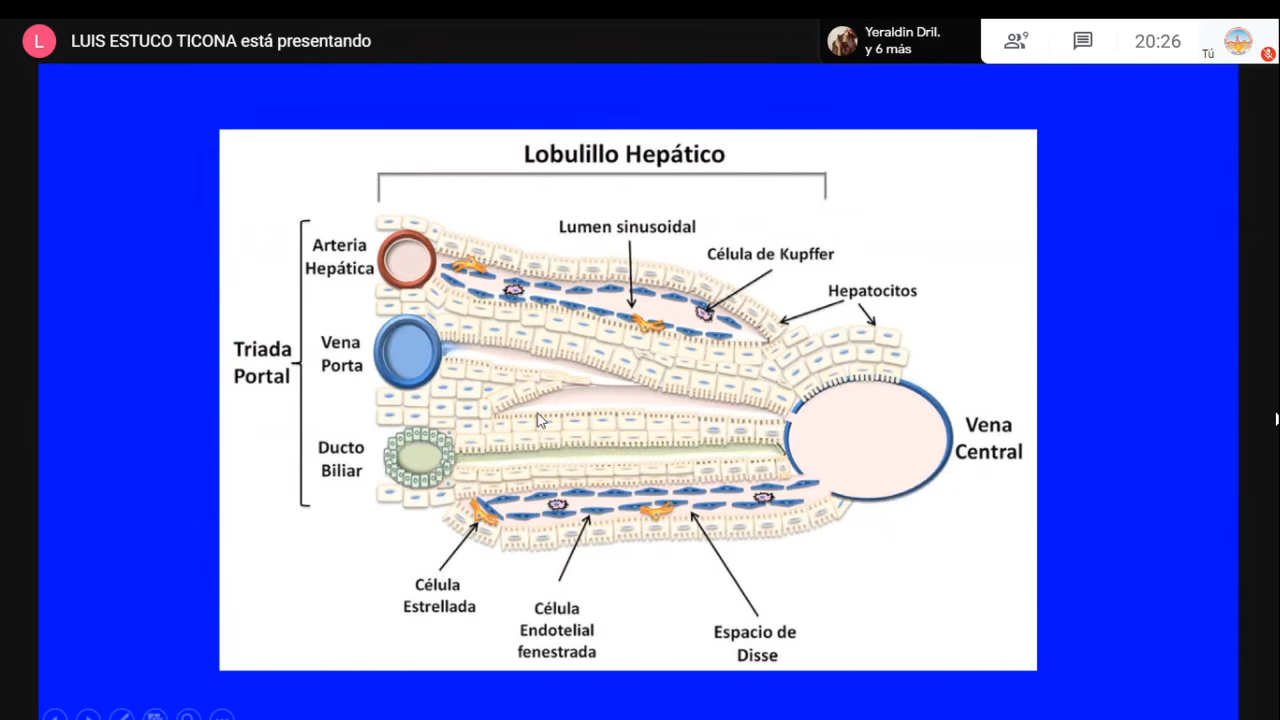 L
LUIS ESTUCO TICONA está presentando
Yeraldin Dril.
y 6 más
9
20:26
Tú
Lobulillo Hepático
Lumen sinusoidal
Célula de Kupffer
Hepatocitos
Arteria
Hepática
Vena
Porta
Triada
Portal
Ducto
Biliar
Vena
Central
Célula
Estrellada
Célula
Endotelial
fenestrada
Espacio de
Disse